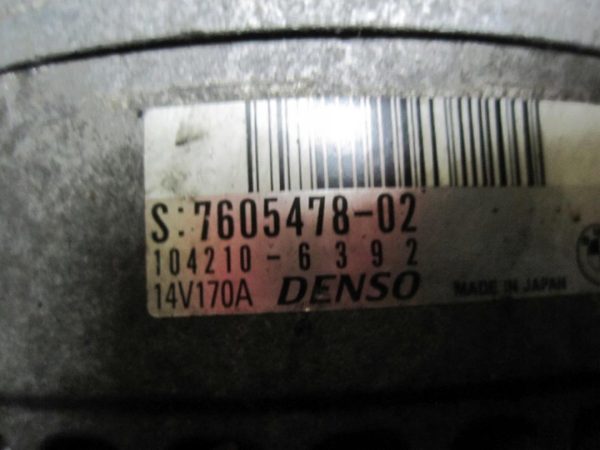 S:7605478-02
104210-6392
14V170A DENSO MADE IN JAPAN